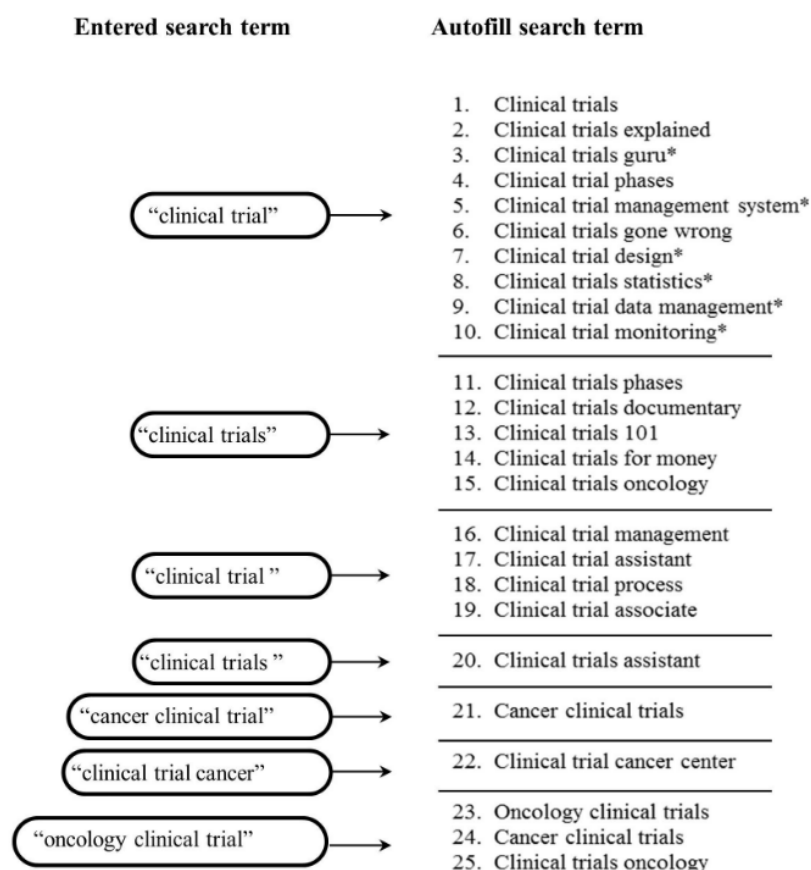 Entered search term
Autofill search term
“clinical trial”
1. Clinical trials
2. Clinical trials explained
3. Clinical trials guru*
4. Clinical trial phases
5. Clinical trial management system*
6. Clinical trials gone wrong
7. Clinical trial design*
8. Clinical trials statistics*
9. Clinical trial data management*
10. Clinical trial monitoring*
“clinical trials”
11. Clinical trials phases
12. Clinical trials documentary
13. Clinical trials 101
14. Clinical trials for money
15. Clinical trials oncology
“clinical trial ”
16. Clinical trial management
17. Clinical trial assistant
18. Clinical trial process
19. Clinical trial associate
“clinical trials ”
20. Clinical trials assistant
“cancer clinical trial”
21. Cancer clinical trials
“clinical trial cancer”
22. Clinical trial cancer center
“oncology clinical trial”
23. Oncology clinical trials
24. Cancer clinical trials
25. Clinical trials oncology